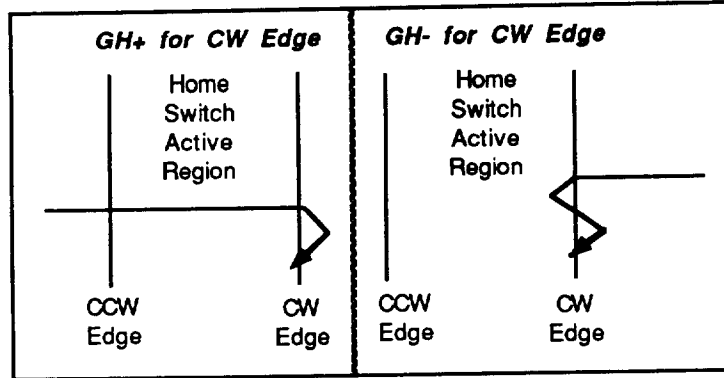 GH+ for CW Edge
Home
Switch
Active
Region
CCW
Edge
CW
Edge
GH- for CW Edge
Home
Switch
Active
Region
CCW
Edge
CW
Edge